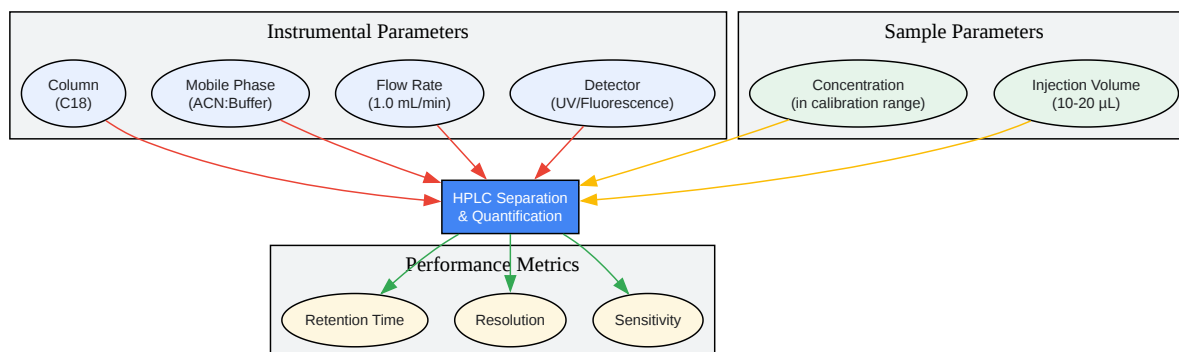 Instrumental Parameters
Sample Parameters
Column
(C18)
Mobile Phase
(ACN:Buffer)
Flow Rate
(1.0 mL/min)
Detector
(UV/Fluorescence)
Concentration
(in calibration range)
Injection Volume
(10-20 µL)
HPLC Separation
& Quantification
Performance Metrics
Retention Time
Resolution
Sensitivity